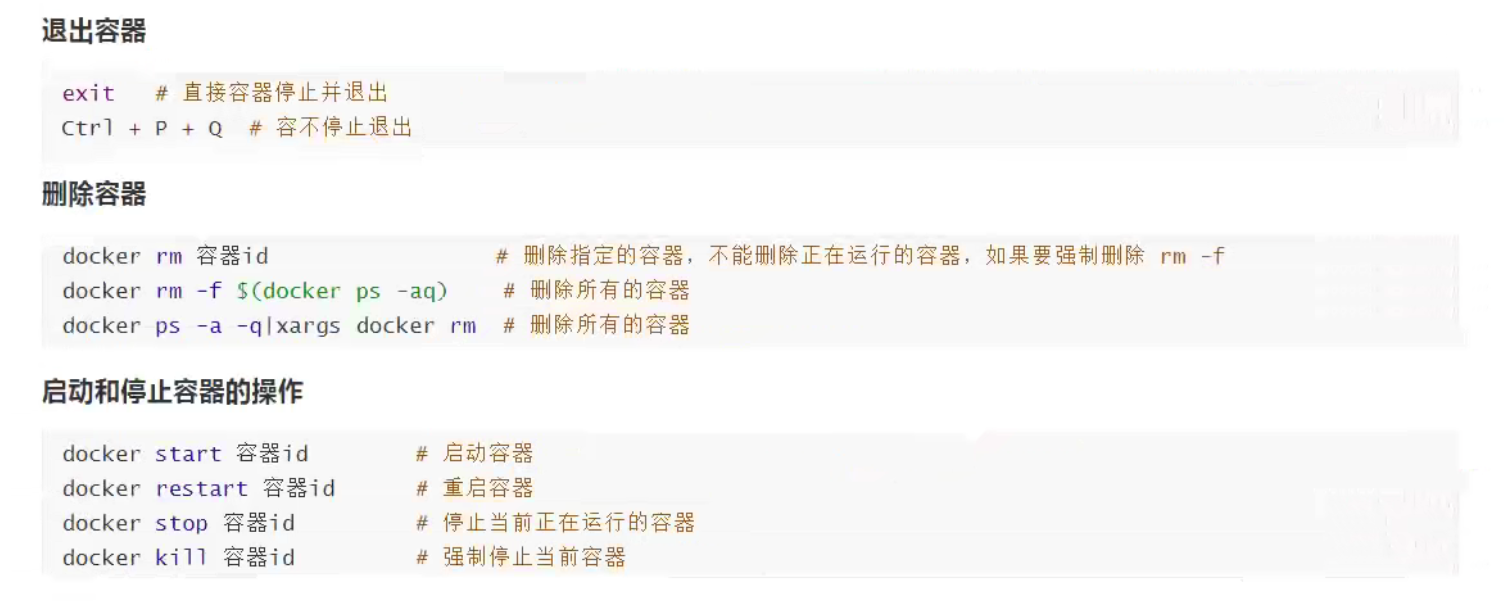 退出容器
exit # 直接容器停止并退出
Ctrl + P + Q # 容不停止退出
删除容器
docker rm 容器id # 删除指定的容器，不能删除正在运行的容器，如果要强制删除 rm -f
docker rm -f $(docker ps -aq) # 删除所有的容器
docker ps -a -q|xargs docker rm # 删除所有的容器
启动和停止容器的操作
docker start 容器id # 启动容器
docker restart 容器id # 重启容器
docker stop 容器id # 停止当前正在运行的容器
docker kill 容器id # 强制停止当前容器